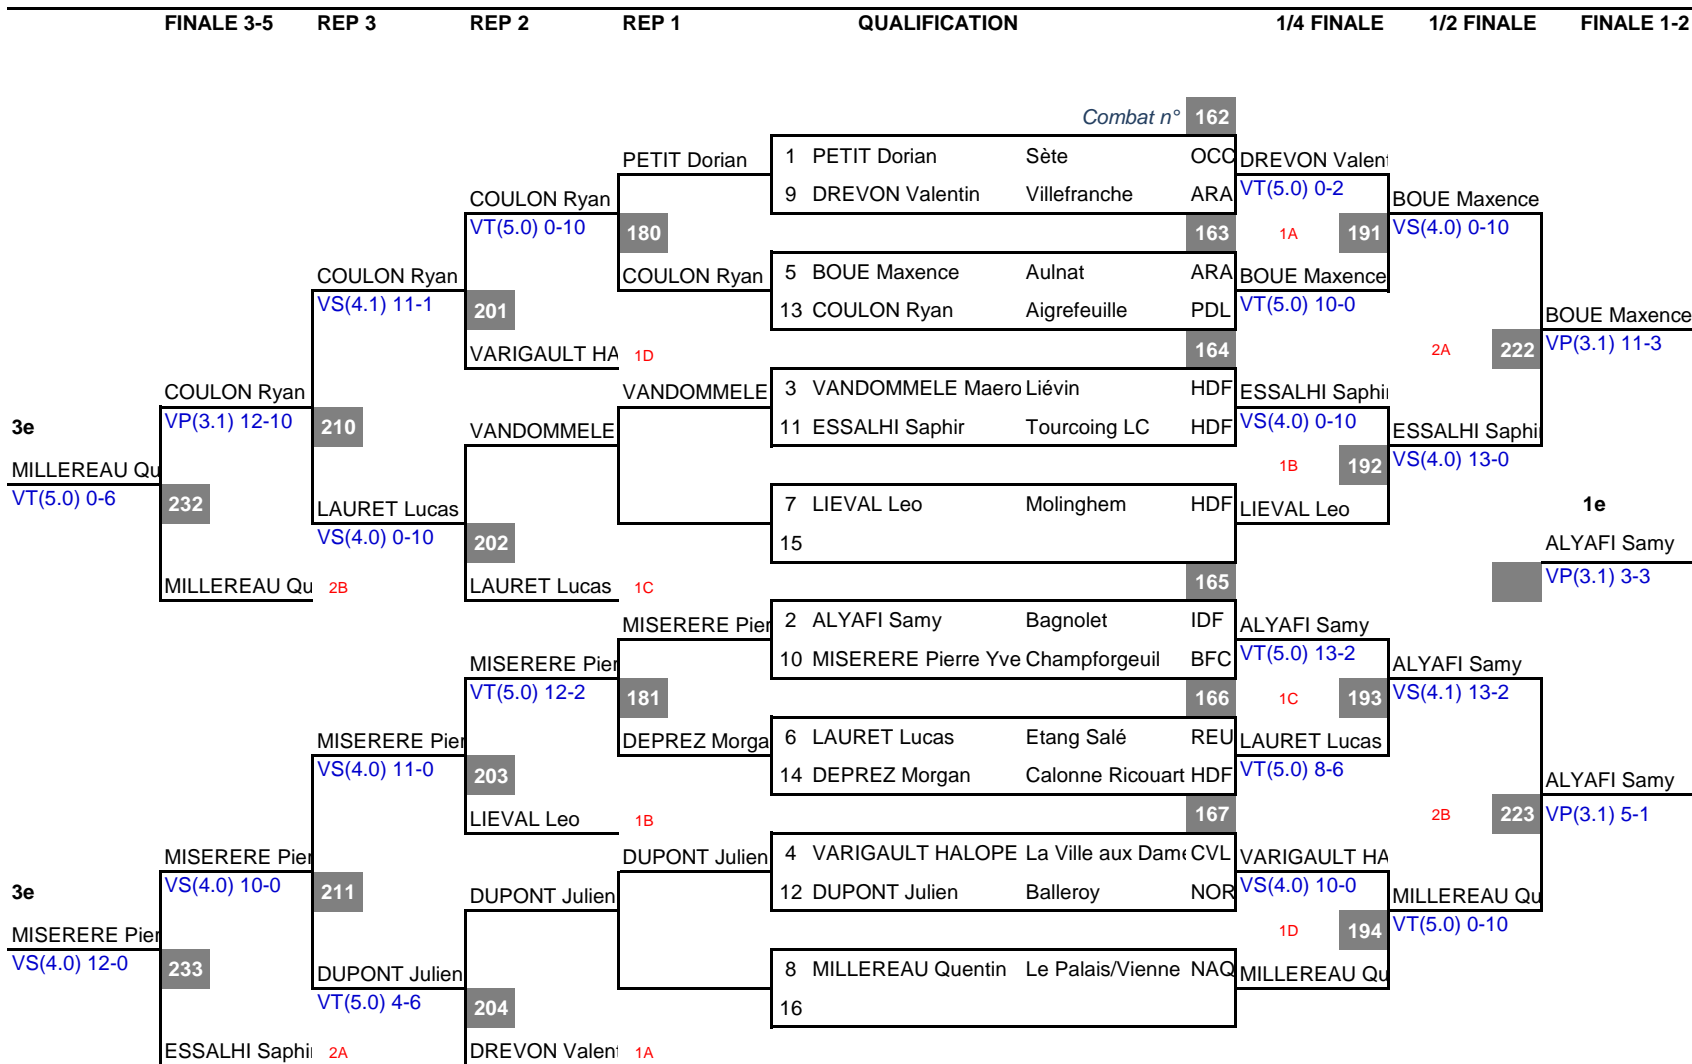 FINALE 3-5 REP 3 REP 2 REP 1 QUALIFICATION 1/4 FINALE 1/2 FINALE FINALE 1-2
Combat n° 162
PETIT Dorian 1 PETIT Dorian Sète OCC DREVON Valent
COULON Ryan 9 DREVON Valentin Villefranche ARA VT(5.0) 0-2 BOUE Maxence
VT(5.0) 0-10 180 163 1A 191 VS(4.0) 0-10
COULON Ryan COULON Ryan 5 BOUE Maxence Aulnat ARA BOUE Maxence
VS(4.1) 11-1 201 13 COULON Ryan Aigrefeuille PDL VT(5.0) 10-0 BOUE Maxence
VARIGAULT HA 1D 164 2A 222 VP(3.1) 11-3
COULON Ryan VANDOMMELE 3 VANDOMMELE Maero Liévin HDF ESSALHI Saphir
3e VP(3.1) 12-10 210 VANDOMMELE 11 ESSALHI Saphir Tourcoing LC HDF VS(4.0) 0-10 ESSALHI Saphi
MILLEREAU Qu 1B 192 VS(4.0) 13-0
VT(5.0) 0-6 232 LAURET Lucas 7 LIEVAL Leo Molinghem HDF LIEVAL Leo 1e
VS(4.0) 0-10 202 15 ALYAFI Samy
MILLEREAU Qu 2B LAURET Lucas 1C 165 VP(3.1) 3-3
MISERERE Pier 2 ALYAFI Samy Bagnolet IDF ALYAFI Samy
MISERERE Pier 10 MISERERE Pierre Yve Champforgeuil BFC VT(5.0) 13-2 ALYAFI Samy
VT(5.0) 12-2 181 166 1C 193 VS(4.1) 13-2
MISERERE Pier DEPREZ Morga 6 LAURET Lucas Etang Salé REU LAURET Lucas
VS(4.0) 11-0 203 14 DEPREZ Morgan Calonne Ricouart HDF VT(5.0) 8-6 ALYAFI Samy
LIEVAL Leo 1B 167 2B 223 VP(3.1) 5-1
MISERERE Pier DUPONT Julien 4 VARIGAULT HALOPE La Ville aux Dame CVL VARIGAULT HA
3e VS(4.0) 10-0 211 DUPONT Julien 12 DUPONT Julien Balleroy NOR VS(4.0) 10-0 MILLEREAU Qu
MISERERE Pier 1D 194 VT(5.0) 0-10
VS(4.0) 12-0 233 DUPONT Julien 8 MILLEREAU Quentin Le Palais/Vienne NAQ MILLEREAU Qu
VT(5.0) 4-6 204 16
ESSALHI Saphi 2A DREVON Valent 1A